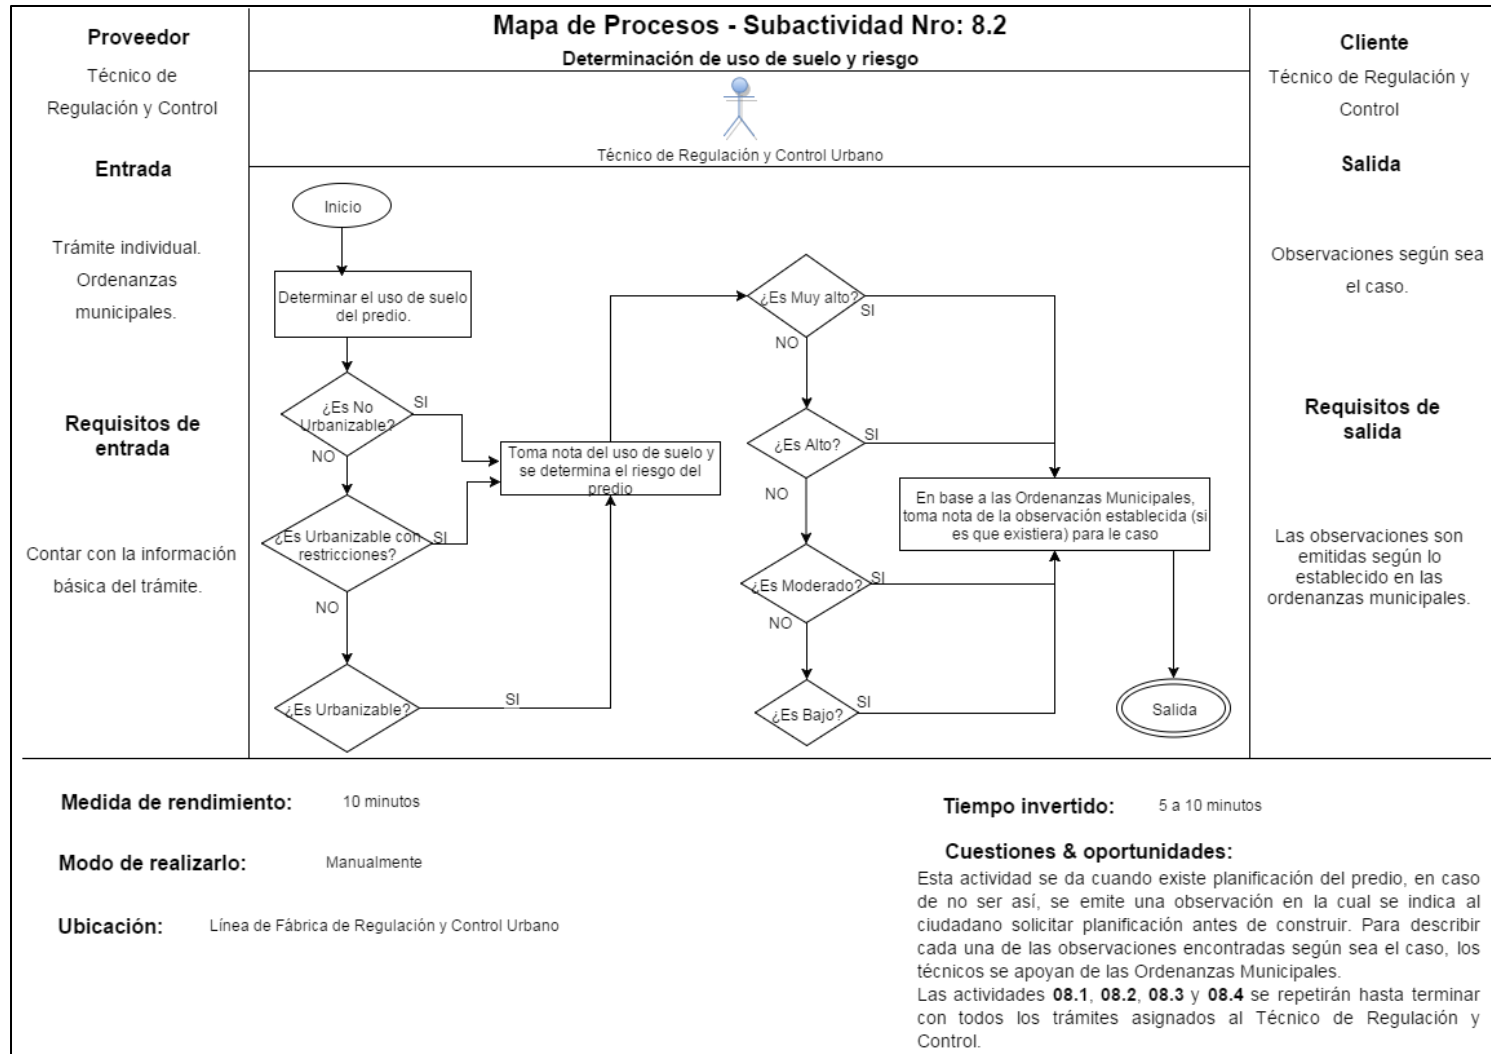 Mapa de Procesos - Subactividad Nro: 8.2
Determinación de uso de suelo y riesgo
Técnico de Regulación y Control Urbano
Proveedor
Técnico de
Regulación y Control
Entrada
Trámite individual.
Ordenanzas
municipales.
Requisitos de
entrada
Contar con la información
básica del trámite.
Inicio
Determinar el uso de suelo
del predio.
¿Es No
Urbanizable?
SI
NO
¿Es Urbanizable con
restricciones?
SI
NO
¿Es Urbanizable?
SI
Toma nota del uso de suelo y
se determina el riesgo del
predio
¿Es Muy alto?
SI
NO
¿Es Alto?
SI
NO
¿Es Moderado?
SI
NO
¿Es Bajo?
SI
En base a las Ordenanzas Municipales,
toma nota de la observación establecida (si
es que existiera) para le caso
Salida
Cliente
Técnico de Regulación y
Control
Salida
Observaciones según sea
el caso.
Requisitos de
salida
Las observaciones son
emitidas según lo
establecido en las
ordenanzas municipales.
Medida de rendimiento: 10 minutos
Modo de realizarlo: Manualmente
Ubicación: Línea de Fábrica de Regulación y Control Urbano
Tiempo invertido: 5 a 10 minutos
Cuestiones & oportunidades:
Esta actividad se da cuando existe planificación del predio, en caso
de no ser así, se emite una observación en la cual se indica al
ciudadano solicitar planificación antes de construir. Para describir
cada una de las observaciones encontradas según sea el caso, los
técnicos se apoyan de las Ordenanzas Municipales.
Las actividades 08.1, 08.2, 08.3 y 08.4 se repetirán hasta terminar
con todos los trámites asignados al Técnico de Regulación y
Control.